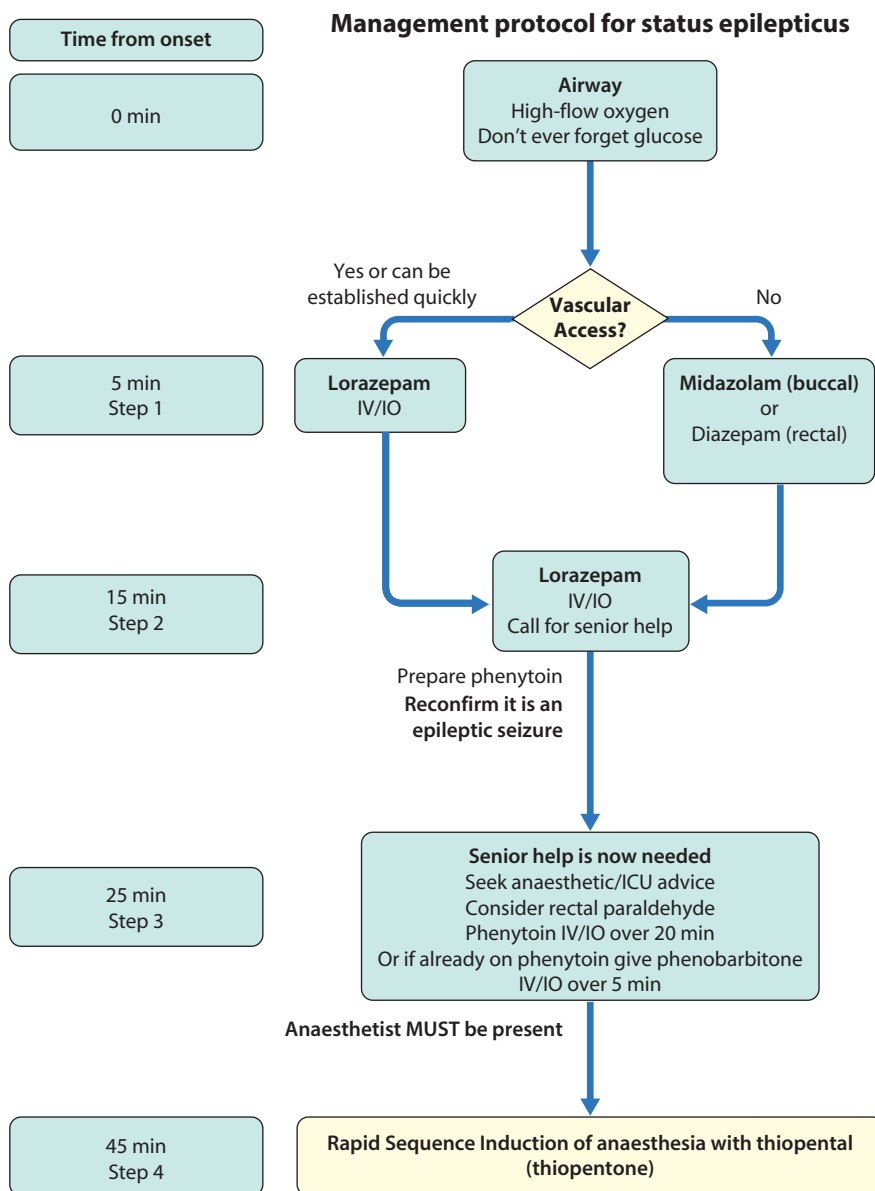 Management protocol for status epilepticus
Time from onset
0 min
Airway
High-flow oxygen
Don't ever forget glucose
Yes or can be
established quickly
Vascular
Access?
No
5 min
Step 1
Lorazepam
IV/IO
Midazolam (buccal)
or
Diazepam (rectal)
15 min
Step 2
Lorazepam
IV/IO
Call for senior help
Prepare phenytoin
Reconfirm it is an
epileptic seizure
25 min
Step 3
Senior help is now needed
Seek anaesthetic/ICU advice
Consider rectal paraldehyde
Phenytoin IV/IO over 20 min
Or if already on phenytoin give phenobarbitone
IV/IO over 5 min
Anaesthetist MUST be present
45 min
Step 4
Rapid Sequence Induction of anaesthesia with thiopental
(thiopentone)